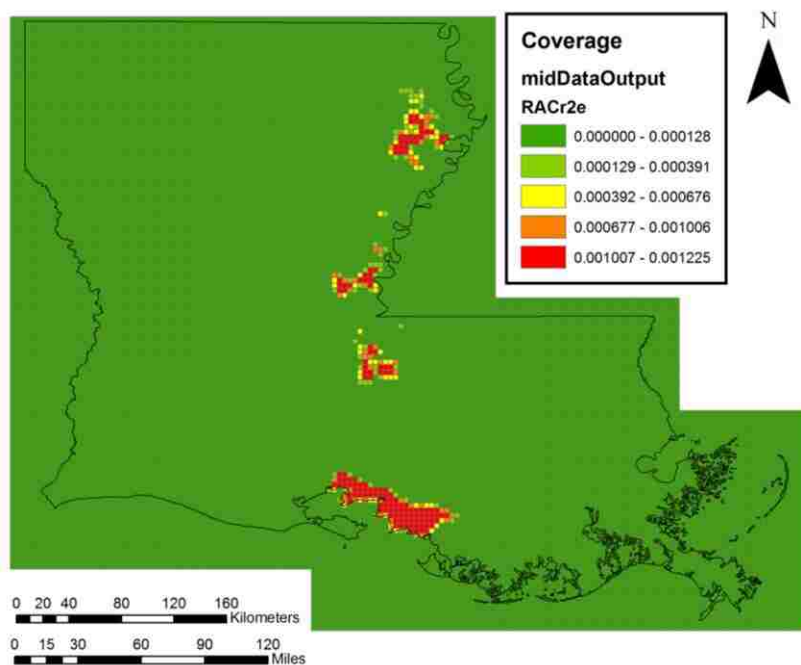 N
Coverage
midDataOutput
RACr2e
0.000000 - 0.000128
0.000129 - 0.000391
0.000392 - 0.000676
0.000677 - 0.001006
0.001007 - 0.001225
0 20 40 80 120 160
Kilometers
0 15 30 60 90 120
Miles